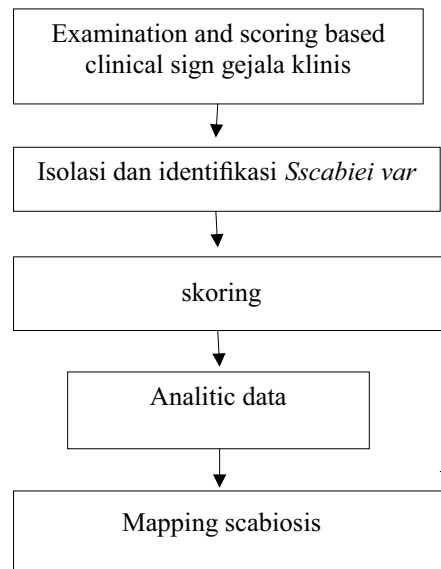 Examination and scoring based
clinical sign gejala klinis
Isolasi dan identifikasi Sscabiei var
skoring
Analitic data
Mapping scabiosis